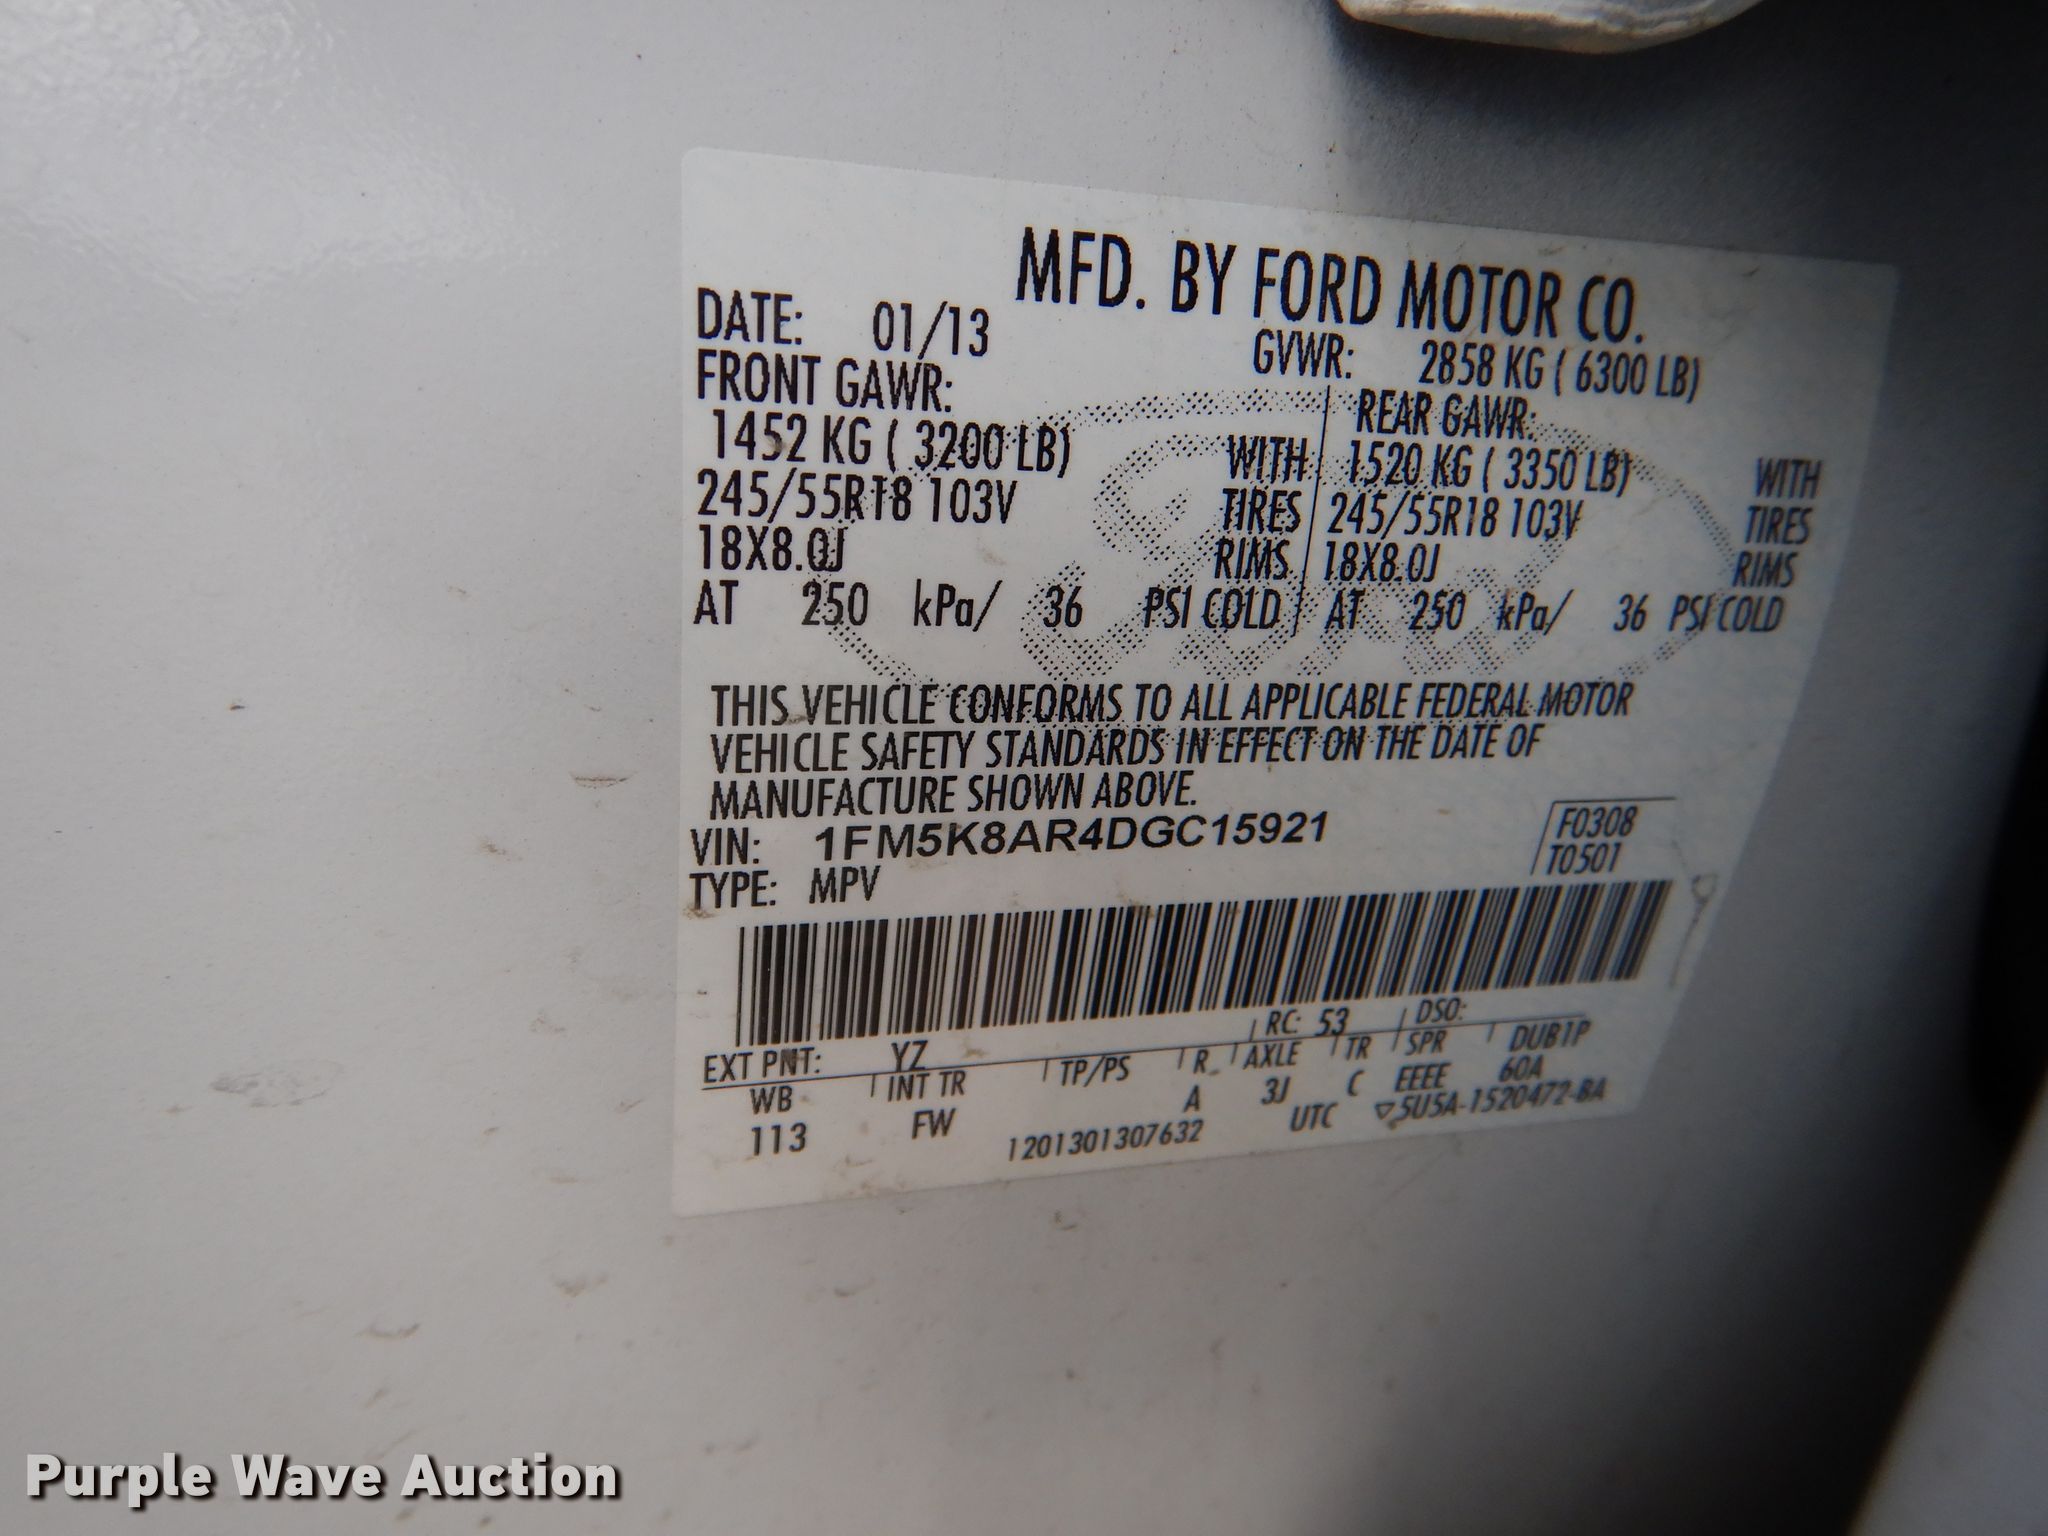 MFD. BY FORD MOTOR CO.
DATE: 01/13 GVWR: 2858 KG ( 6300 LB)
FRONT GAWR: REAR GAWR:
1452 KG ( 3200 LB) WITH 1520 KG ( 3350 LB) WITH
245/55R18 103V TIRES 245/55R18 103V TIRES
18X8.0J RIMS 18X8.0J RIMS
AT 250 kPa/ 36 PSI COLD AT 250 kPa/ 36 PSI COLD
THIS VEHICLE CONFORMS TO ALL APPLICABLE FEDERAL MOTOR
VEHICLE SAFETY STANDARDS IN EFFECT ON THE DATE OF
MANUFACTURE SHOWN ABOVE.
VIN: 1FM5K8AR4DGC15921 F0308
TYPE: MPV T0501
EXT PNT: YZ RC: 53 DSO:
WB INT TR TP/PS R AXLE TR SPR DUB1P
113 FW A 3J C EEEE 60A
1201301307632 UTC ▽5U5A-1520472-BA
Purple Wave Auction